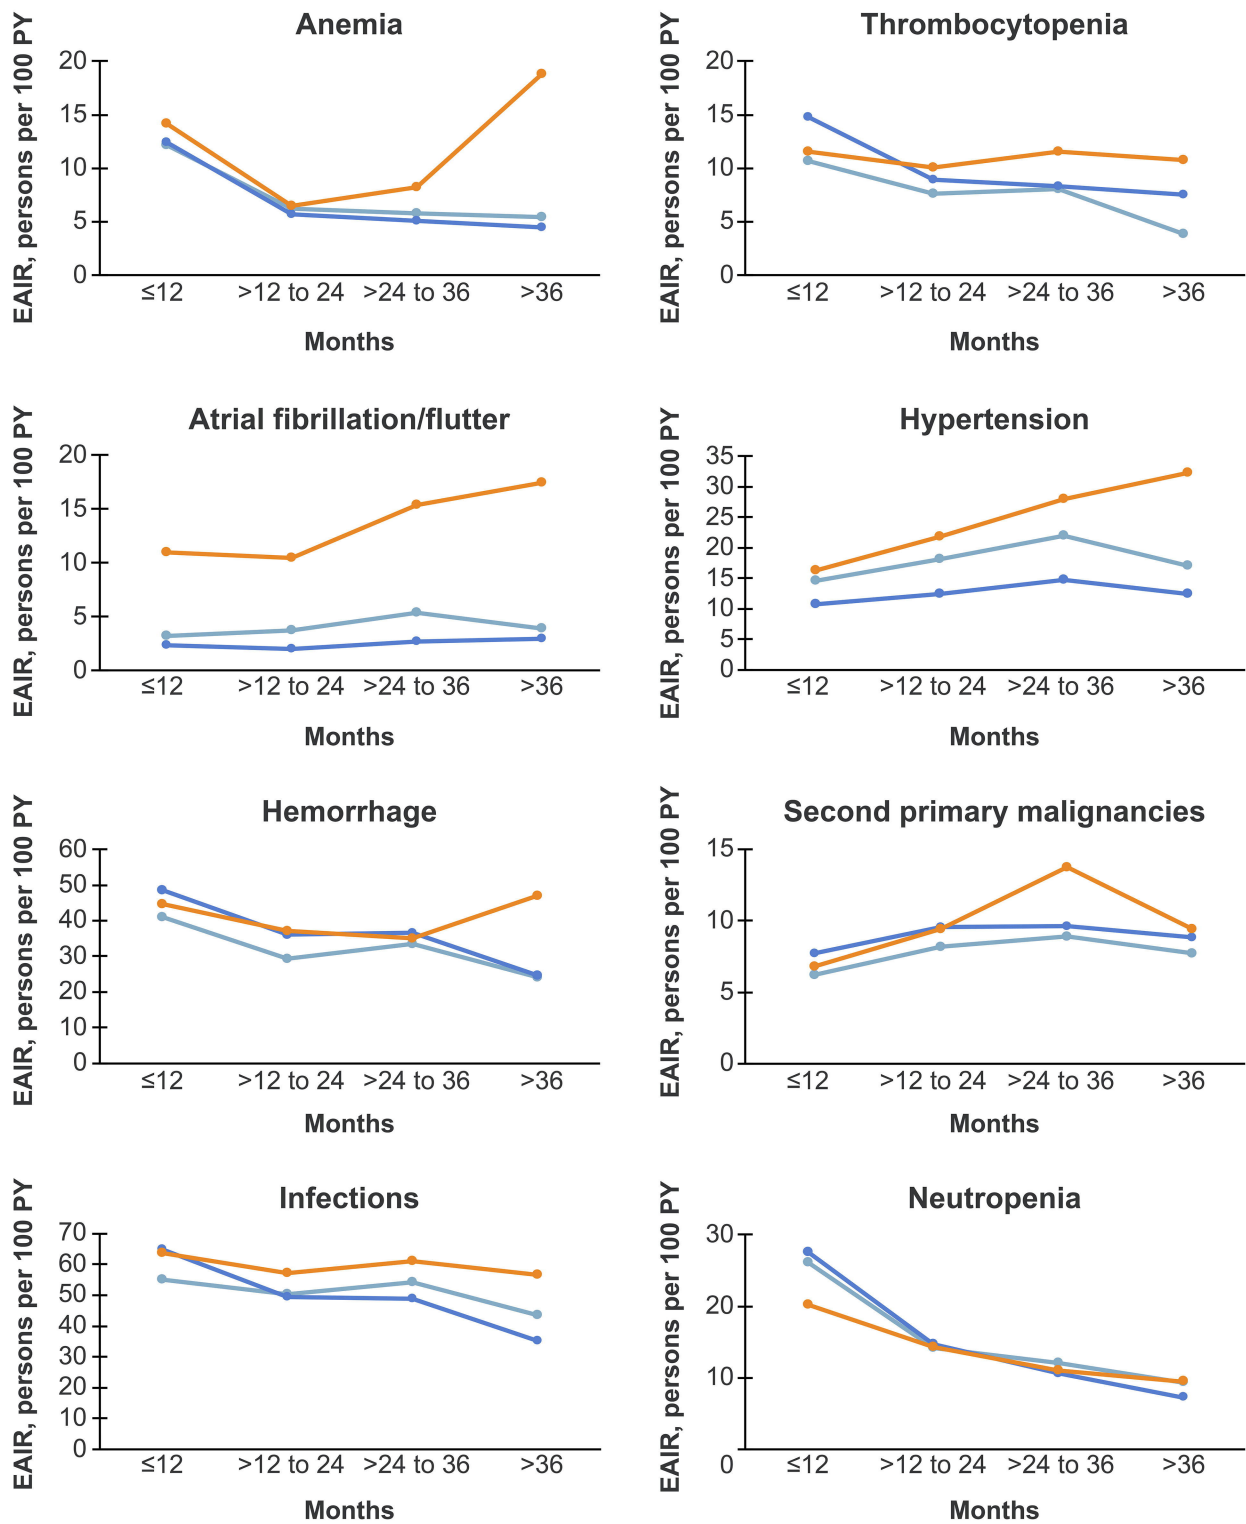 Anemia
EAIR, persons per 100 PY
20
15
10
5
0
≤12 >12 to 24 >24 to 36 >36
Months
Thrombocytopenia
EAIR, persons per 100 PY
20
15
10
5
0
≤12 >12 to 24 >24 to 36 >36
Months
Atrial fibrillation/flutter
EAIR, persons per 100 PY
20
15
10
5
0
≤12 >12 to 24 >24 to 36 >36
Months
Hypertension
EAIR, persons per 100 PY
35
30
25
20
15
10
5
0
≤12 >12 to 24 >24 to 36 >36
Months
Hemorrhage
EAIR, persons per 100 PY
60
50
40
30
20
10
0
≤12 >12 to 24 >24 to 36 >36
Months
Second primary malignancies
EAIR, persons per 100 PY
15
10
5
0
≤12 >12 to 24 >24 to 36 >36
Months
Infections
EAIR, persons per 100 PY
70
60
50
40
30
20
10
0
≤12 >12 to 24 >24 to 36 >36
Months
Neutropenia
EAIR, persons per 100 PY
30
20
10
0
≤12 >12 to 24 >24 to 36 >36
Months